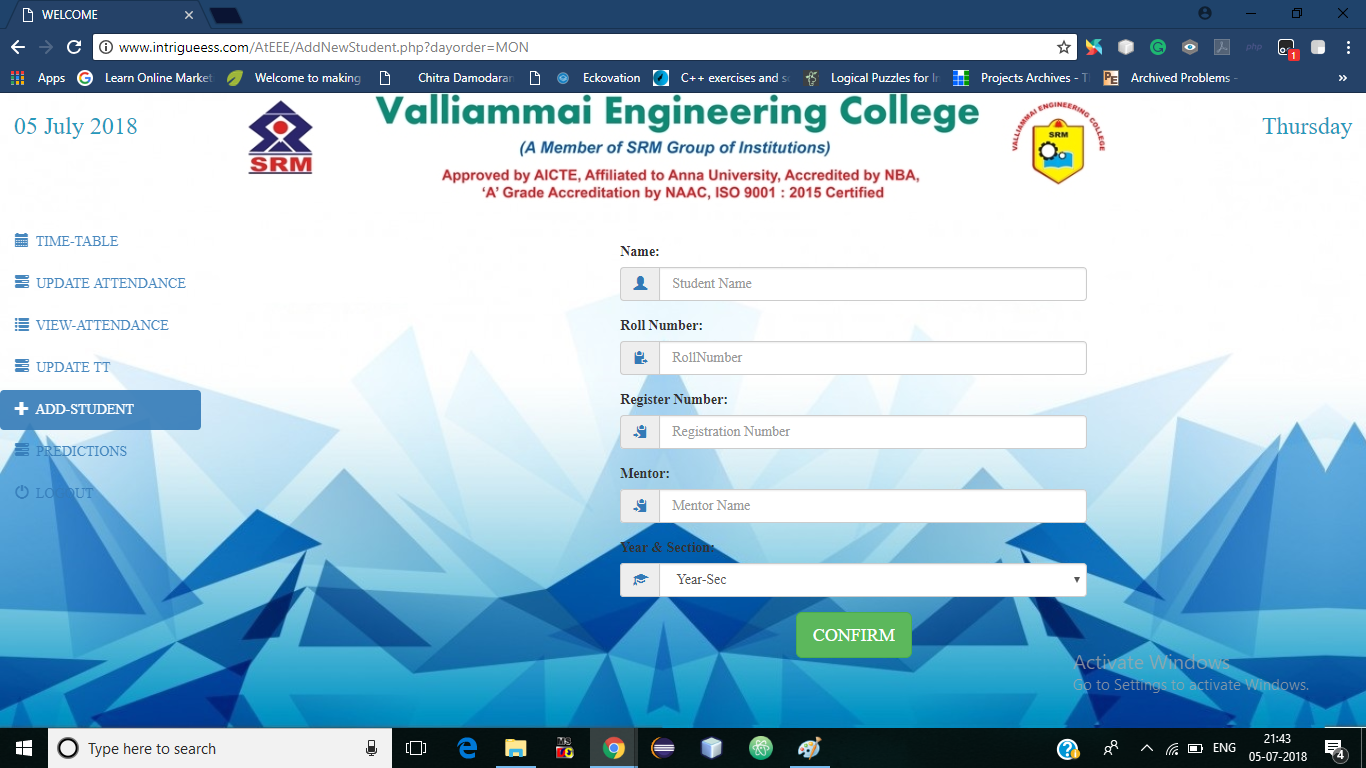 WELCOME
www.intrigueess.com/AtEEE/AddNewStudent.php?dayorder=MON
1
Apps
Learn Online Market
Welcome to making
Chitra Damodaran
Eckovation
C++ exercises and so
Logical Puzzles for In
Projects Archives - T
PE
Archived Problems -
»
05 July 2018
SRM
Valliammai Engineering College
(A Member of SRM Group of Institutions)
Approved by AICTE, Affiliated to Anna University, Accredited by NBA,
‘A’ Grade Accreditation by NAAC, ISO 9001 : 2015 Certified
VALLIAMMAI ENGINEERING COLLEGE
SRM
Thursday
TIME-TABLE
UPDATE ATTENDANCE
VIEW-ATTENDANCE
UPDATE TT
ADD-STUDENT
PREDICTIONS
LOGOUT
Name:
Student Name
Roll Number:
RollNumber
Register Number:
Registration Number
Mentor:
Mentor Name
Year & Section:
Year-Sec
CONFIRM
Activate Windows
Go to Settings to activate Windows.
Type here to search
ENG
21:43
05-07-2018
4